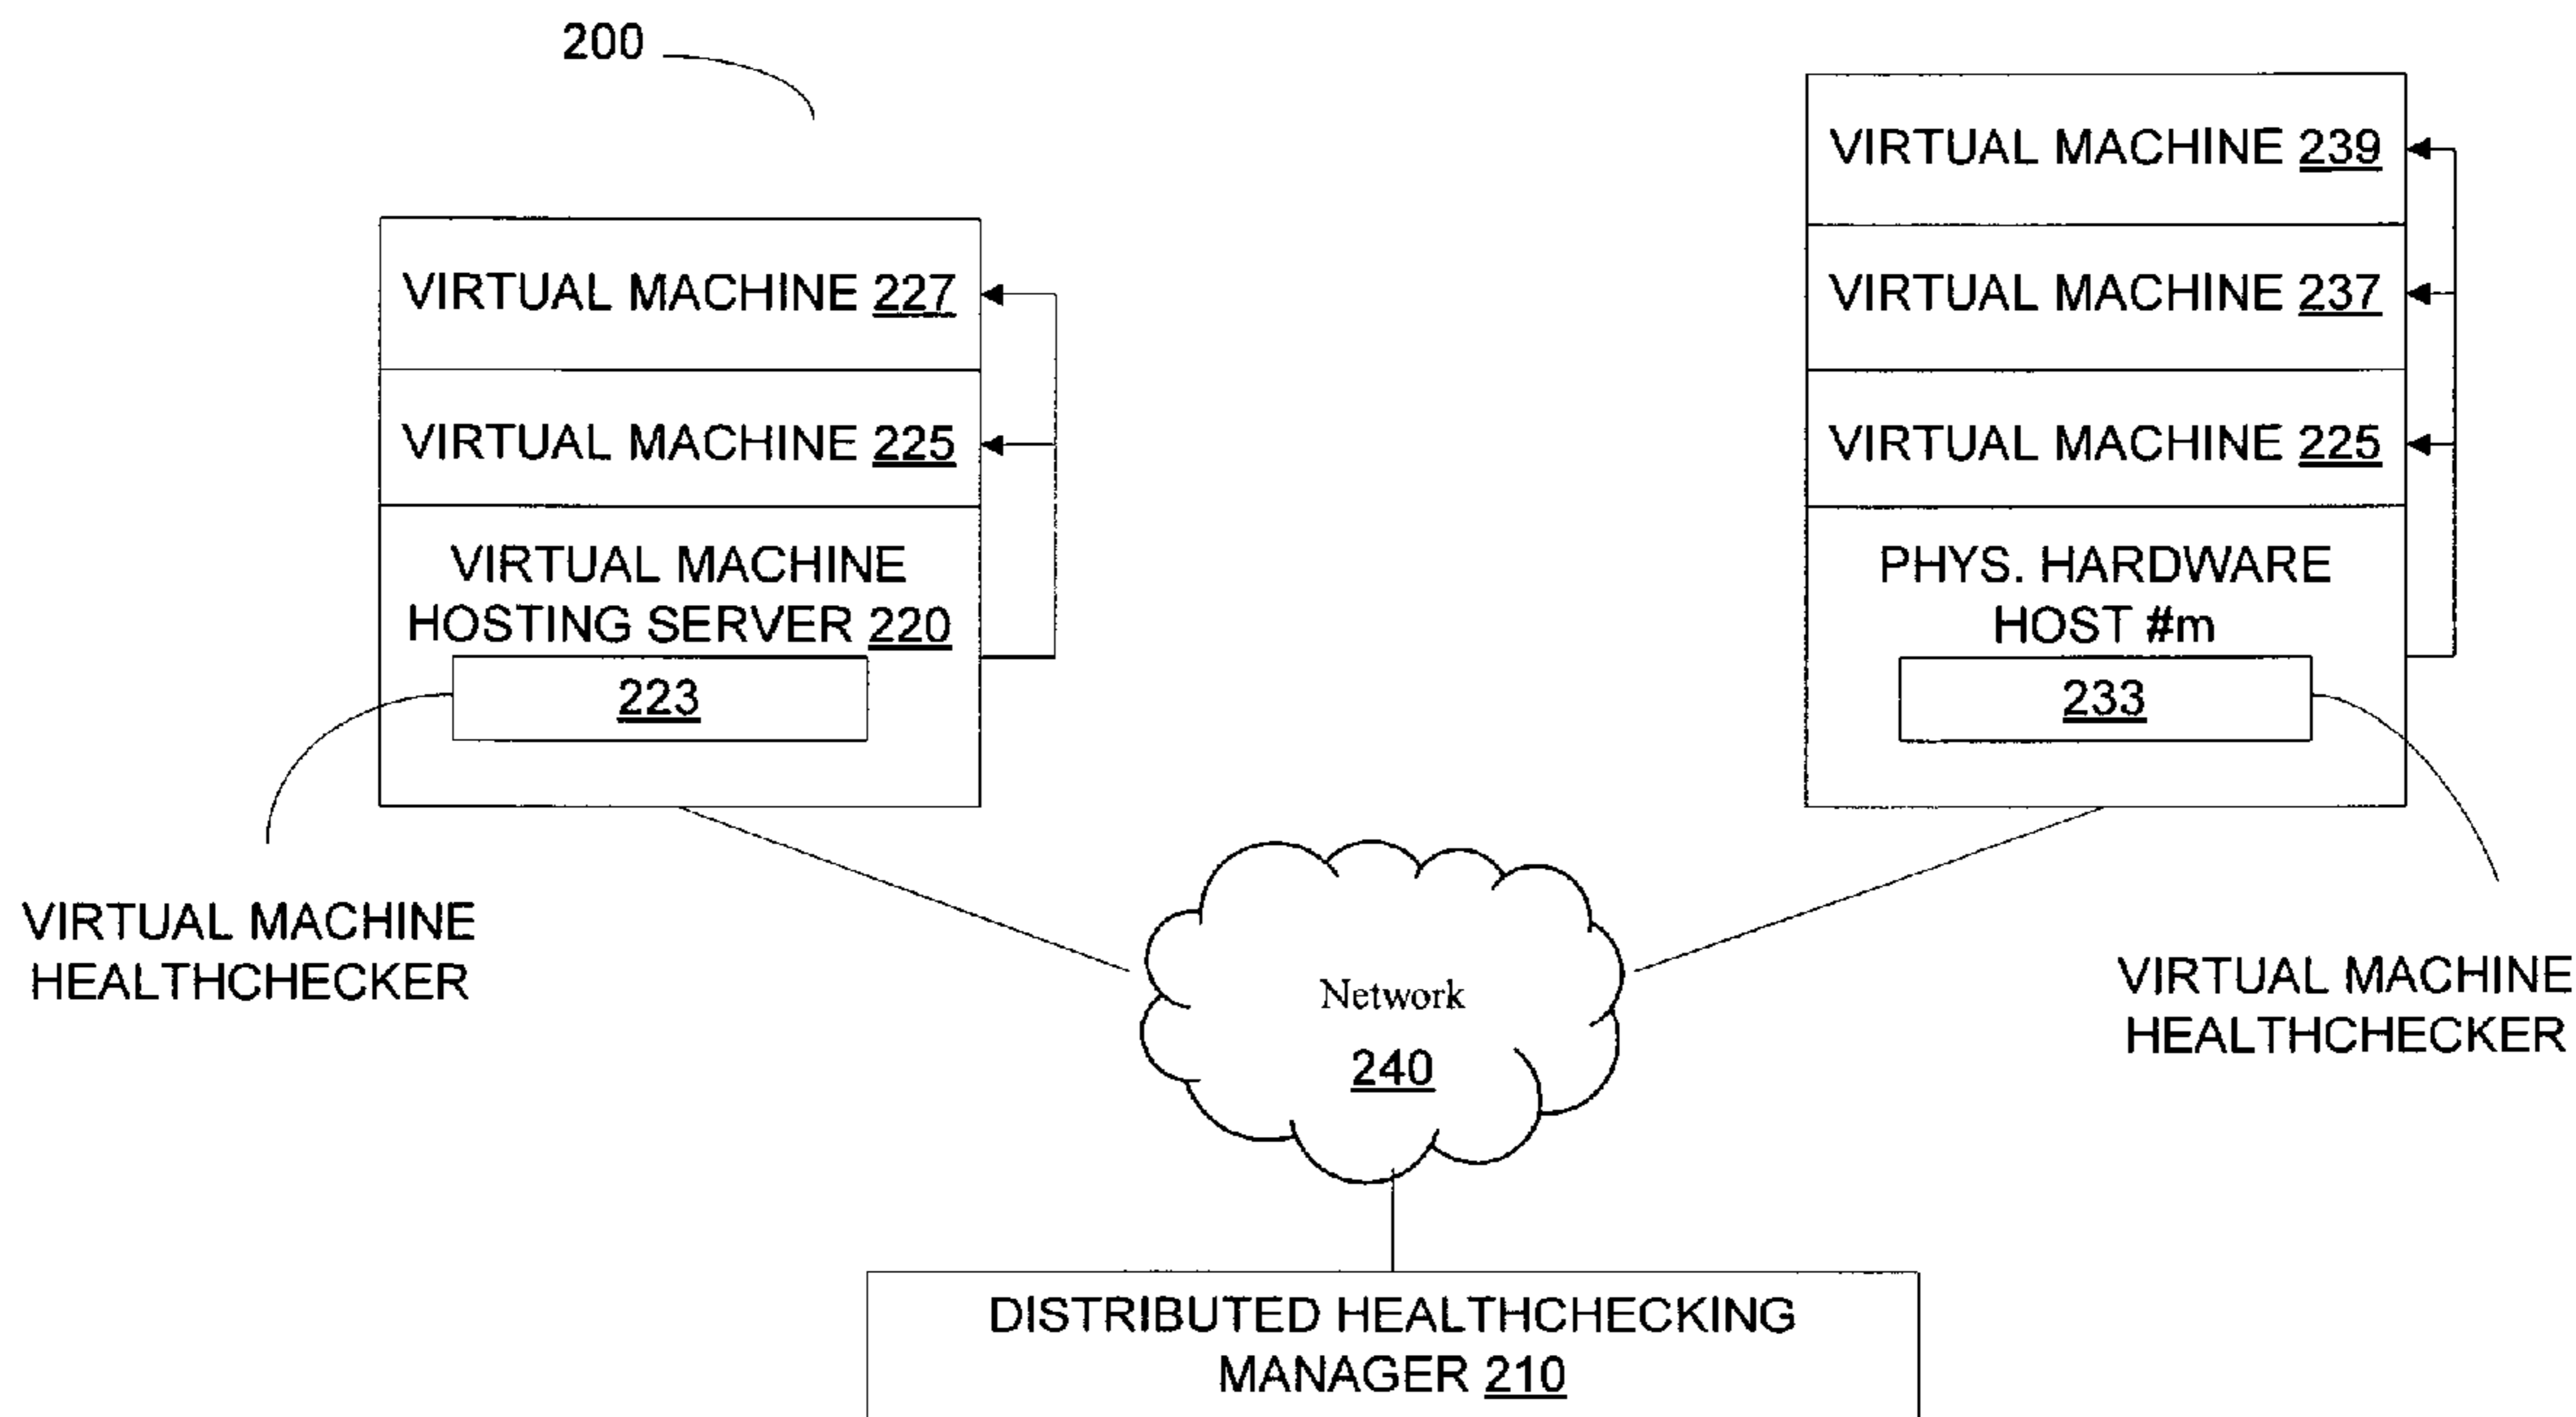 200
VIRTUAL MACHINE 227
VIRTUAL MACHINE 225
VIRTUAL MACHINE
HOSTING SERVER 220
223
VIRTUAL MACHINE
HEALTHCHECKER
VIRTUAL MACHINE 239
VIRTUAL MACHINE 237
VIRTUAL MACHINE 225
PHYS. HARDWARE
HOST #m
233
VIRTUAL MACHINE
HEALTHCHECKER
Network
240
DISTRIBUTED HEALTHCHECKING
MANAGER 210